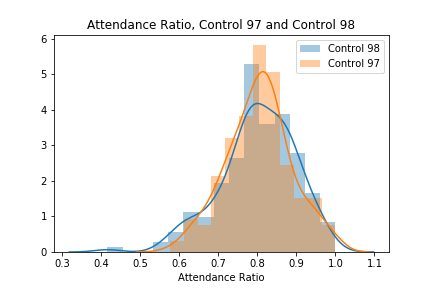 Attendance Ratio, Control 97 and Control 98
Control 98
Control 97
6
5
4
3
2
1
0
0.3 0.4 0.5 0.6 0.7 0.8 0.9 1.0 1.1
Attendance Ratio